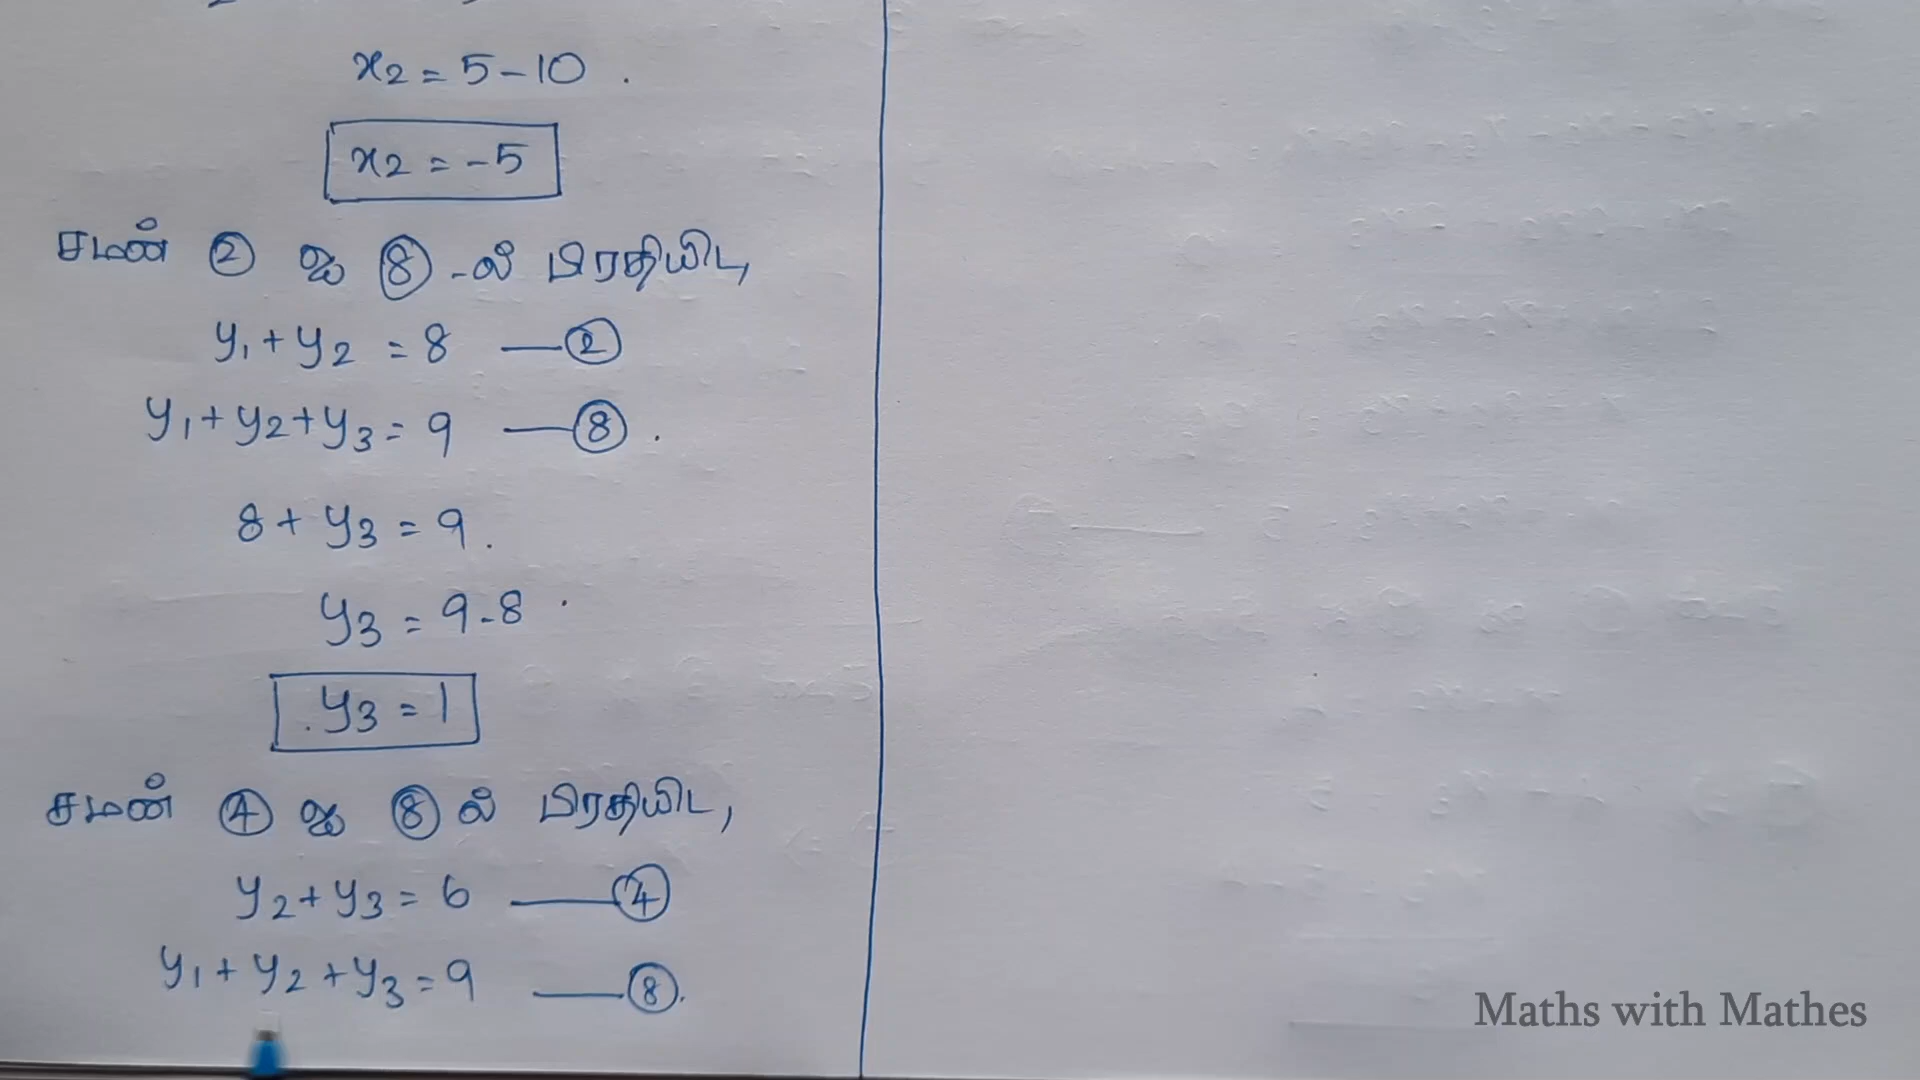 x₂ = 5 - 10
x₂ = -5
சமன் ② ஐ ⑧ -ல் பிரதியிட,
y₁ + y₂ = 8 — ②
y₁ + y₂ + y₃ = 9 — ⑧
8 + y₃ = 9
y₃ = 9 - 8
y₃ = 1
சமன் ④ ஐ ⑧ ல் பிரதியிட,
y₂ + y₃ = 6 — ④
y₁ + y₂ + y₃ = 9 — ⑧
Maths with Mathes